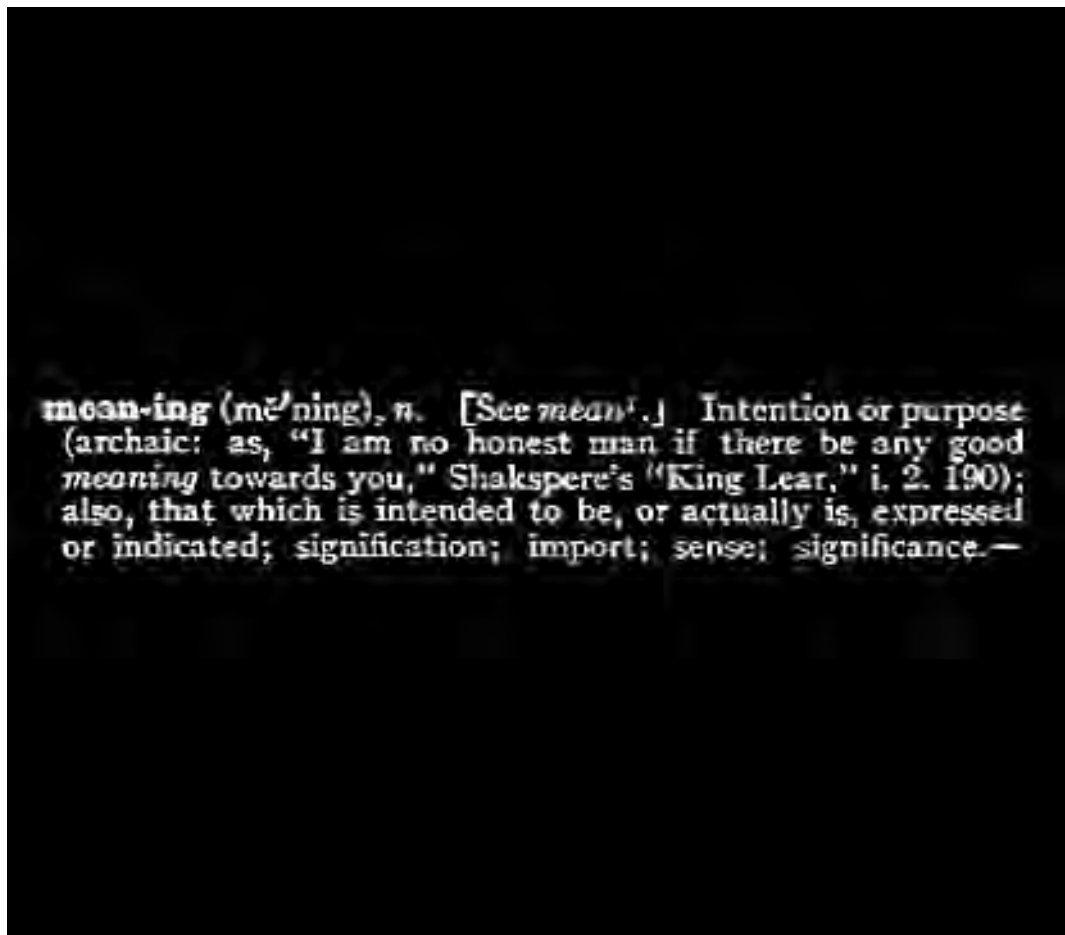 mean-ing (mē′ning), n. [See mean¹.] Intention or purpose
(archaic: as, “I am no honest man if there be any good
meaning towards you,” Shakspere's “King Lear,” i. 2. 190);
also, that which is intended to be, or actually is, expressed
or indicated; signification; import; sense; significance.—